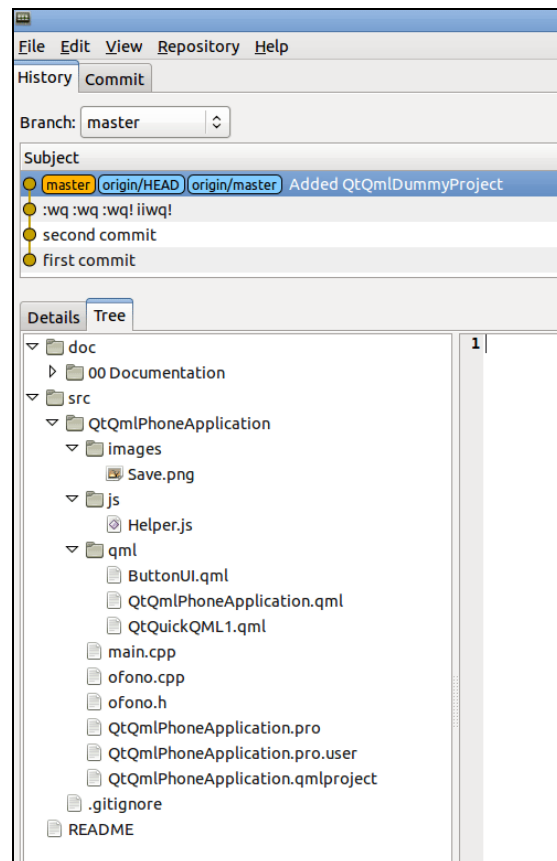 File Edit View Repository Help
History Commit
Branch: master
Subject
master origin/HEAD origin/master Added QtQmlDummyProject
:wq :wq :wq! iiwq!
second commit
first commit
Details Tree
doc
1
00 Documentation
src
QtQmlPhoneApplication
images
Save.png
js
Helper.js
qml
ButtonUI.qml
QtQmlPhoneApplication.qml
QtQuickQML1.qml
main.cpp
ofono.cpp
ofono.h
QtQmlPhoneApplication.pro
QtQmlPhoneApplication.pro.user
QtQmlPhoneApplication.qmlproject
.gitignore
README